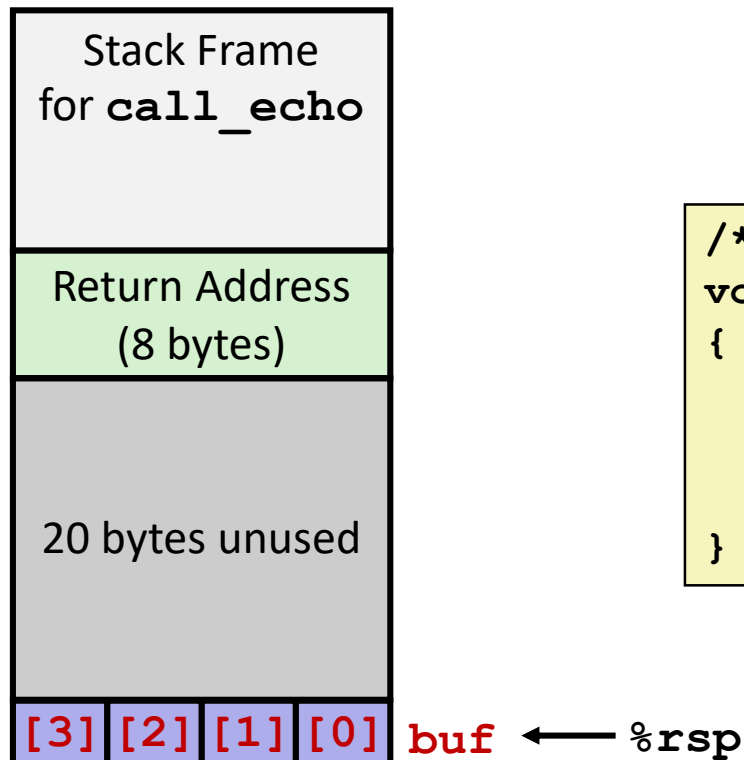 Stack Frame
for call_echo
Return Address
(8 bytes)
20 bytes unused
[3] [2] [1] [0] buf %rsp
/*
vo
{
}